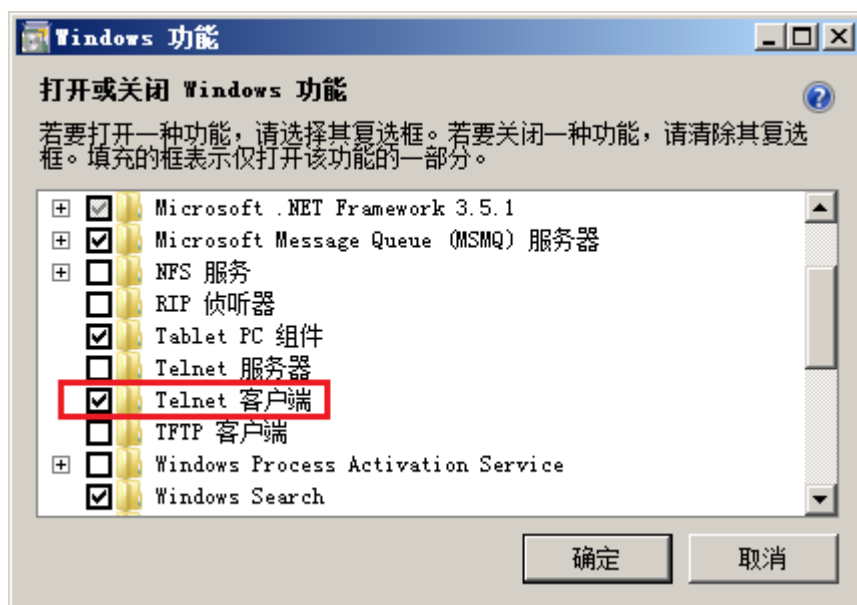 Windows 功能
打开或关闭 Windows 功能
若要打开一种功能，请选择其复选框。若要关闭一种功能，请清除其复选
框。填充的框表示仅打开该功能的一部分。
Microsoft .NET Framework 3.5.1
Microsoft Message Queue (MSMQ) 服务器
NFS 服务
RIP 侦听器
Tablet PC 组件
Telnet 服务器
Telnet 客户端
TFTP 客户端
Windows Process Activation Service
Windows Search
确定
取消